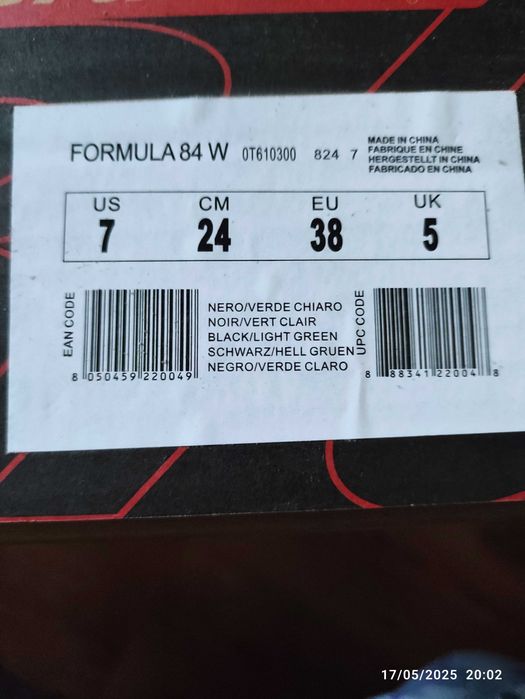 FORMULA 84 W 0T610300 824 7
MADE IN CHINA
FABRIQUE EN CHINE
HERGESTELLT IN CHINA
FABRICADO EN CHINA
US CM EU UK
7 24 38 5
EAN CODE
8 050459 220049
NERO/VERDE CHIARO
NOIR/VERT CLAIR
BLACK/LIGHT GREEN
SCHWARZ/HELL GRUEN
NEGRO/VERDE CLARO
UPC CODE
8 88341 22004 8
17/05/2025 20:02